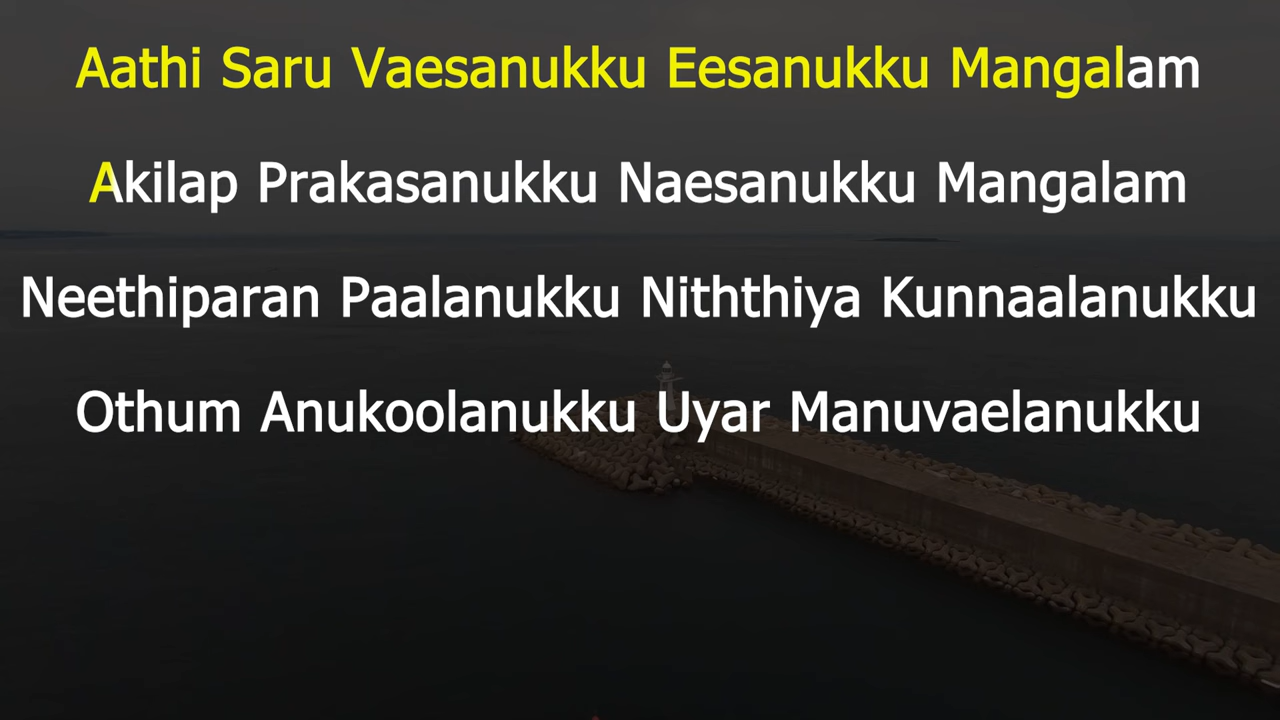 Aathi Saru Vaesanukku Eesanukku Mangalam
Akilap Prakasanukku Naesanukku Mangalam
Neethiparan Paalanukku Niththiya Kunnaalanukku
Othum Anukoolanukku Uyar Manuvaelanukku